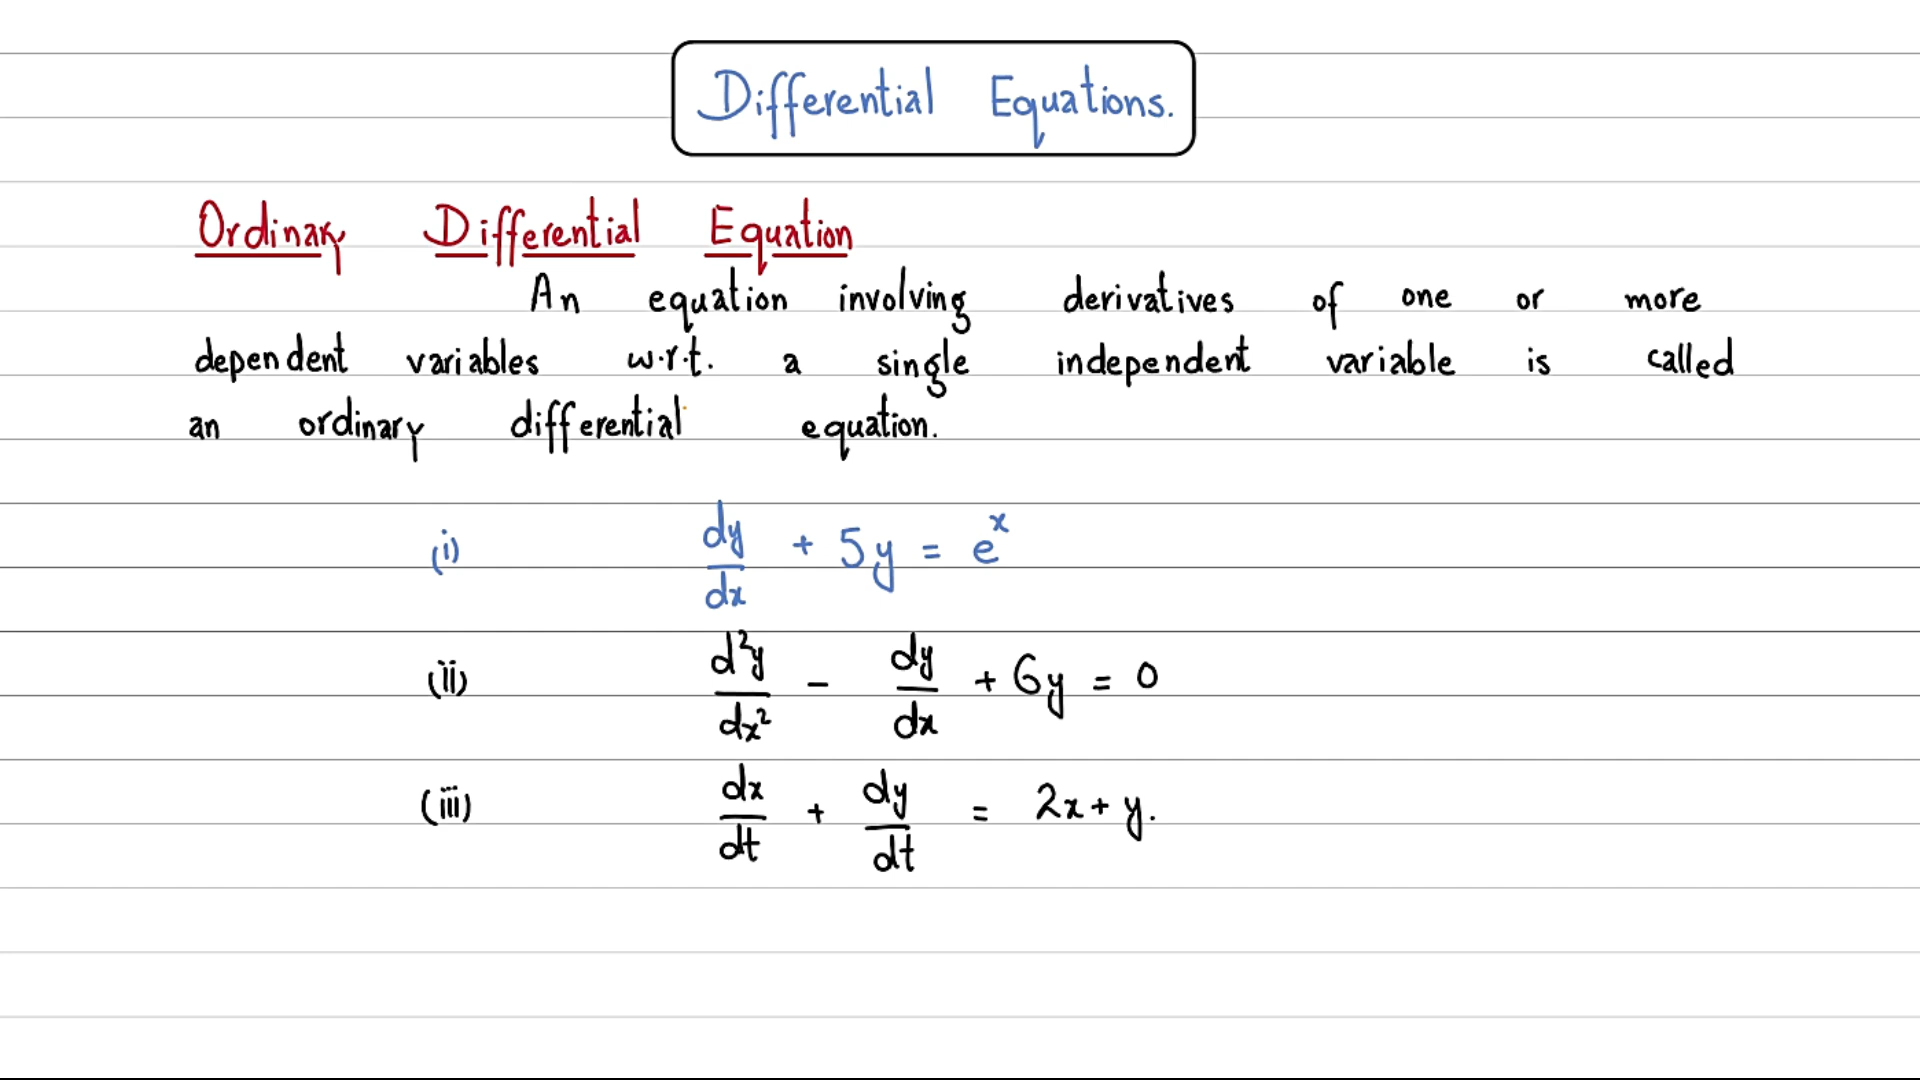 Differential Equations.
Ordinary Differential Equation
An equation involving derivatives of one or more
dependent variables w.r.t. a single independent variable is called
an ordinary differential equation.
(i) dy/dx + 5y = e^x
(ii) d²y/dx² - dy/dx + 6y = 0
(iii) dx/dt + dy/dt = 2x + y.